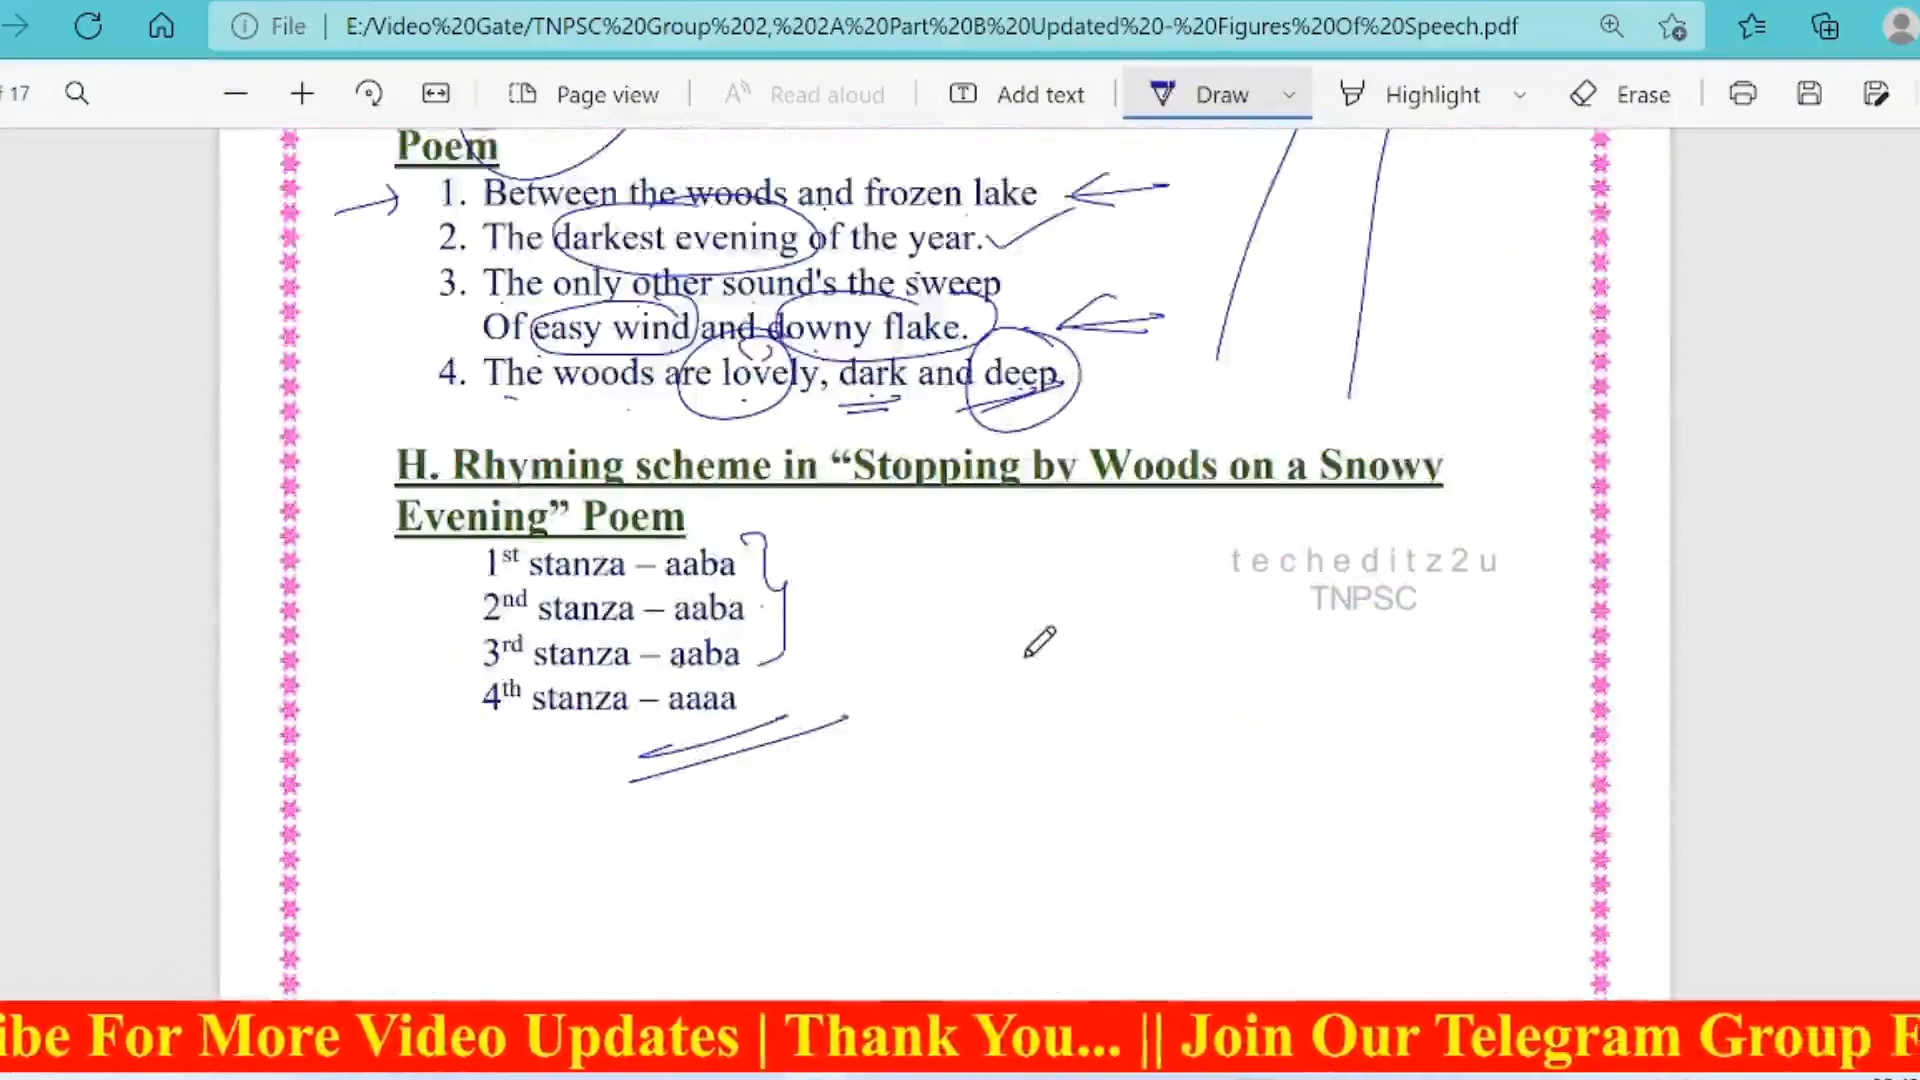 File | E:/Video%20Gate/TNPSC%20Group%202,%202A%20Part%20B%20Updated%20-%20Figures%20Of%20Speech.pdf
17
Page view
Read aloud
Add text
Draw
Highlight
Erase
Poem
1. Between the woods and frozen lake
2. The darkest evening of the year.
3. The only other sound's the sweep
Of easy wind and downy flake.
4. The woods are lovely, dark and deep.
H. Rhyming scheme in “Stopping by Woods on a Snowy
Evening” Poem
1st stanza – aaba
2nd stanza – aaba
3rd stanza – aaba
4th stanza – aaaa
techeditz2u
TNPSC
For More Video Updates | Thank You... || Join Our Telegram Group